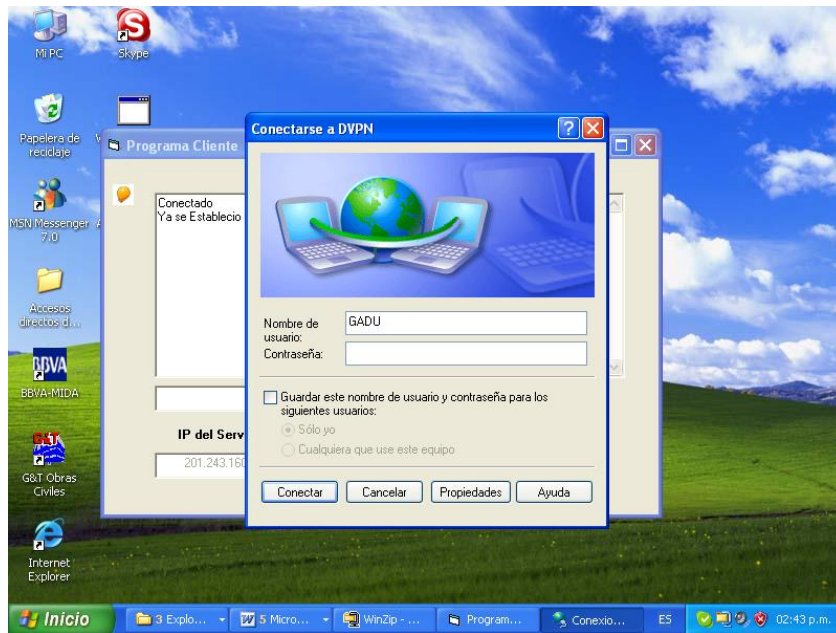 Mi PC
Skype
Papelera de
reciclaje
MSN Messenger
7.0
Accesos
directos d...
BBVA
BBVA-MIDA
G&T
G&T Obras
Civiles
Internet
Explorer
Programa Cliente
Conectado
Ya se Establecio
IP del Serv
201.243.160
Conectarse a DVPN
Nombre de
usuario:
GADU
Contraseña:
Guardar este nombre de usuario y contraseña para los
siguientes usuarios:
Sólo yo
Cualquiera que use este equipo
Conectar
Cancelar
Propiedades
Ayuda
Inicio
3 Explo...
5 Micro...
WinZip - ...
Program...
Conexio...
ES
02:43 p.m.